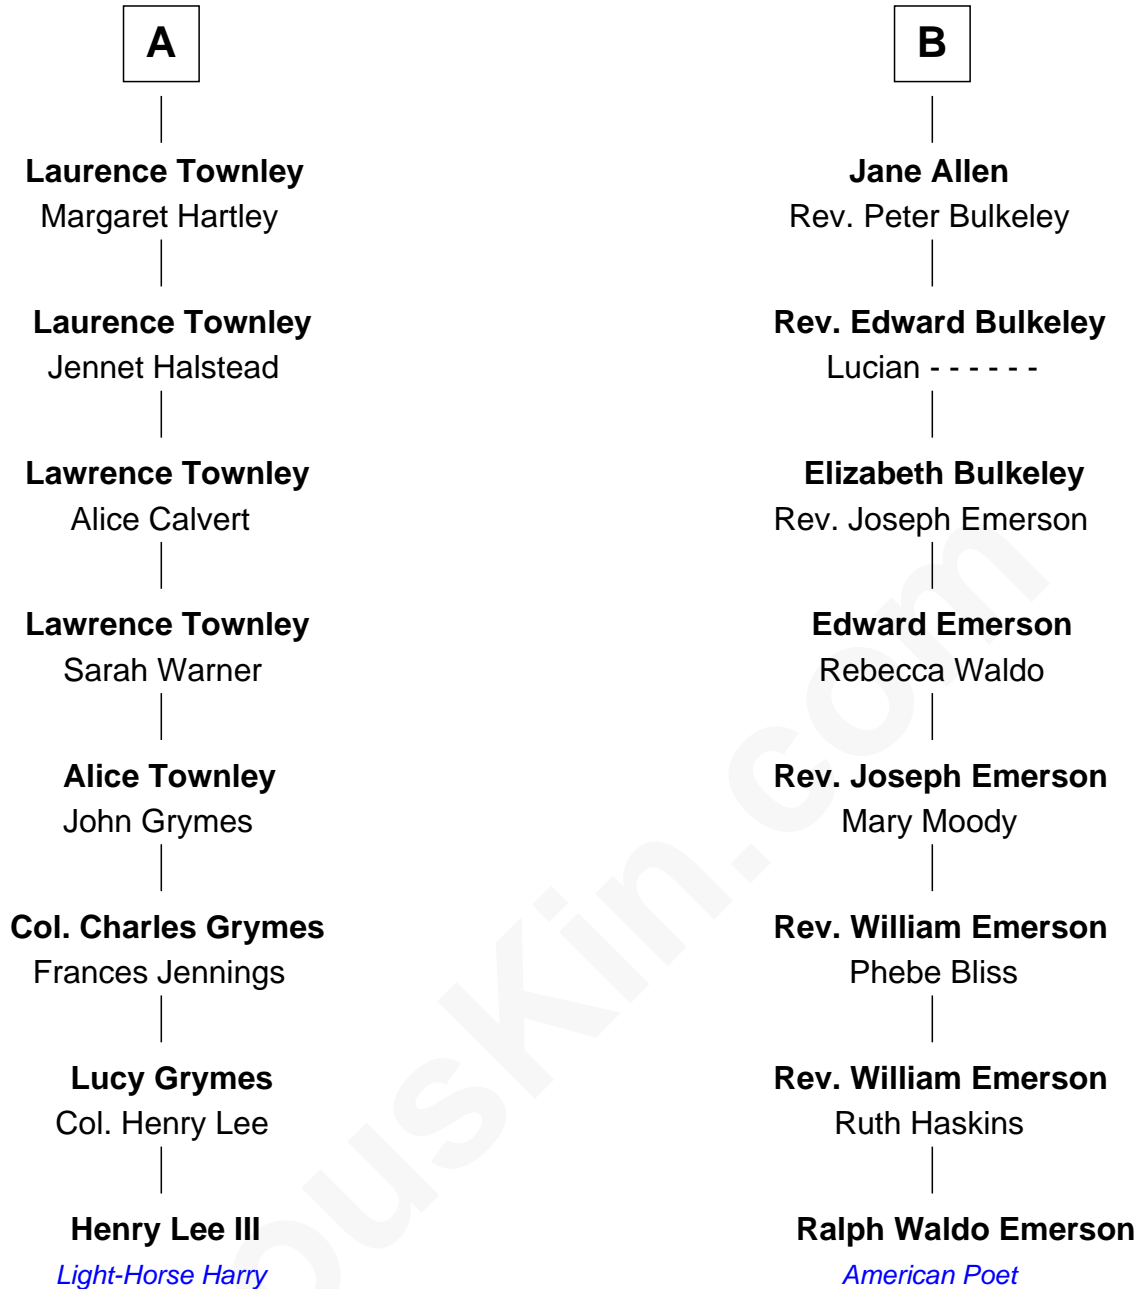 A
Laurence Townley
Margaret Hartley
Laurence Townley
Jennet Halstead
Lawrence Townley
Alice Calvert
Lawrence Townley
Sarah Warner
Alice Townley
John Grymes
Col. Charles Grymes
Frances Jennings
Lucy Grymes
Col. Henry Lee
Henry Lee III
Light-Horse Harry
B
Jane Allen
Rev. Peter Bulkeley
Rev. Edward Bulkeley
Lucian - - - - - -
Elizabeth Bulkeley
Rev. Joseph Emerson
Edward Emerson
Rebecca Waldo
Rev. Joseph Emerson
Mary Moody
Rev. William Emerson
Phebe Bliss
Rev. William Emerson
Ruth Haskins
Ralph Waldo Emerson
American Poet
ouskin.com